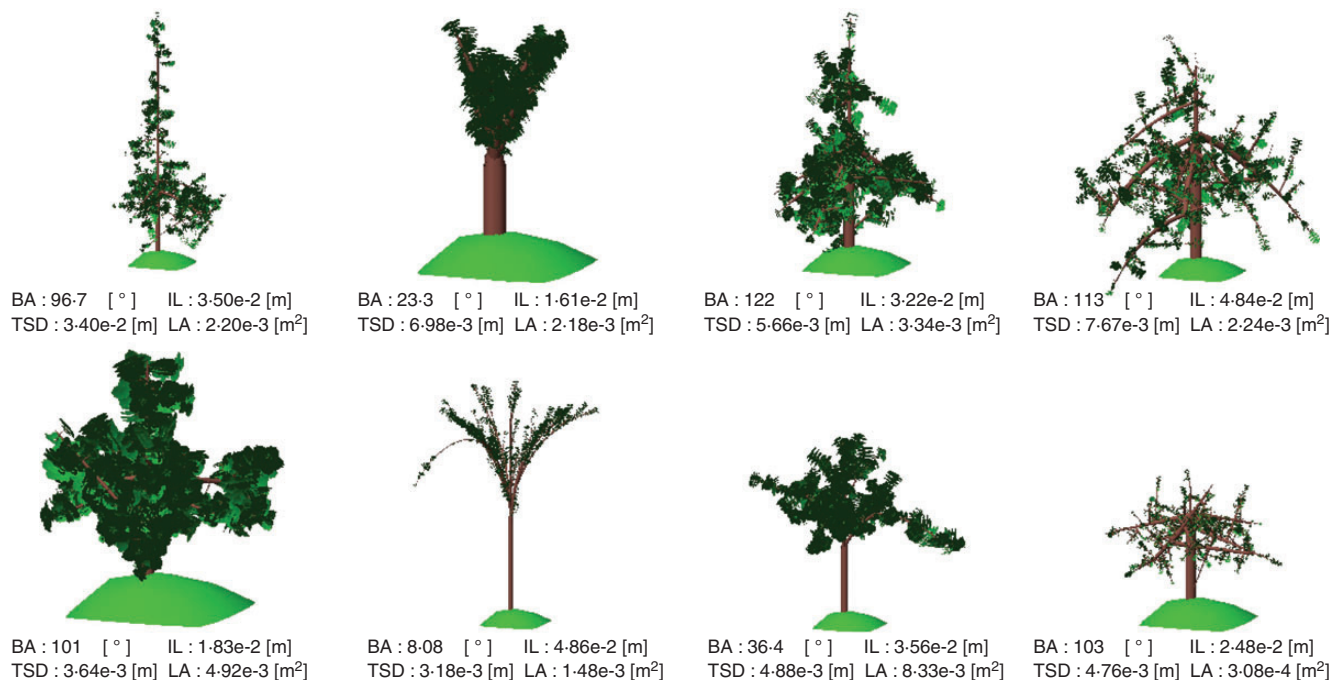 BA : 96·7 [ ° ] IL : 3·50e-2 [m]
TSD : 3·40e-2 [m] LA : 2·20e-3 [m²]
BA : 23·3 [ ° ] IL : 1·61e-2 [m]
TSD : 6·98e-3 [m] LA : 2·18e-3 [m²]
BA : 122 [ ° ] IL : 3·22e-2 [m]
TSD : 5·66e-3 [m] LA : 3·34e-3 [m²]
BA : 113 [ ° ] IL : 4·84e-2 [m]
TSD : 7·67e-3 [m] LA : 2·24e-3 [m²]
BA : 101 [ ° ] IL : 1·83e-2 [m]
TSD : 3·64e-3 [m] LA : 4·92e-3 [m²]
BA : 8·08 [ ° ] IL : 4·86e-2 [m]
TSD : 3·18e-3 [m] LA : 1·48e-3 [m²]
BA : 36·4 [ ° ] IL : 3·56e-2 [m]
TSD : 4·88e-3 [m] LA : 8·33e-3 [m²]
BA : 103 [ ° ] IL : 2·48e-2 [m]
TSD : 4·76e-3 [m] LA : 3·08e-4 [m²]